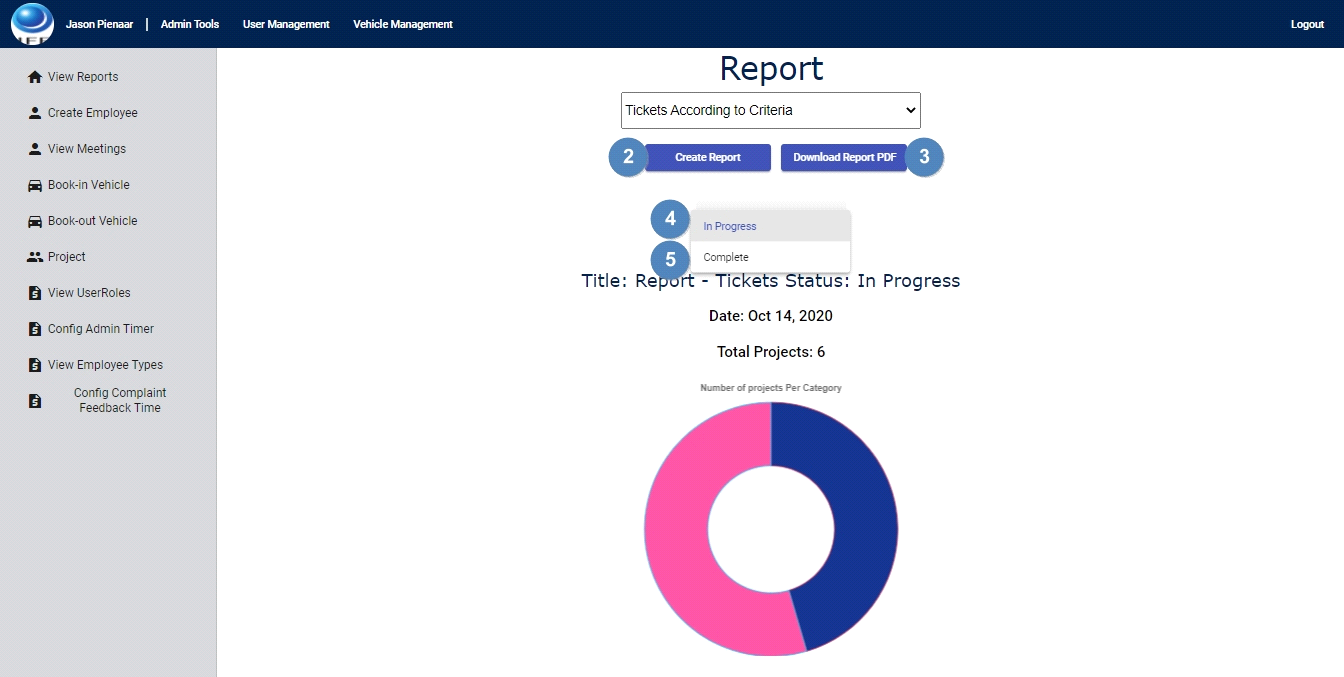 Jason Pienaar | Admin Tools User Management Vehicle Management Logout
View Reports
Create Employee
View Meetings
Book-in Vehicle
Book-out Vehicle
Project
View UserRoles
Config Admin Timer
View Employee Types
Config Complaint
Feedback Time
Report
Tickets According to Criteria
2 Create Report Download Report PDF 3
4 In Progress
5 Complete
Title: Report - Tickets Status: In Progress
Date: Oct 14, 2020
Total Projects: 6
Number of projects Per Category